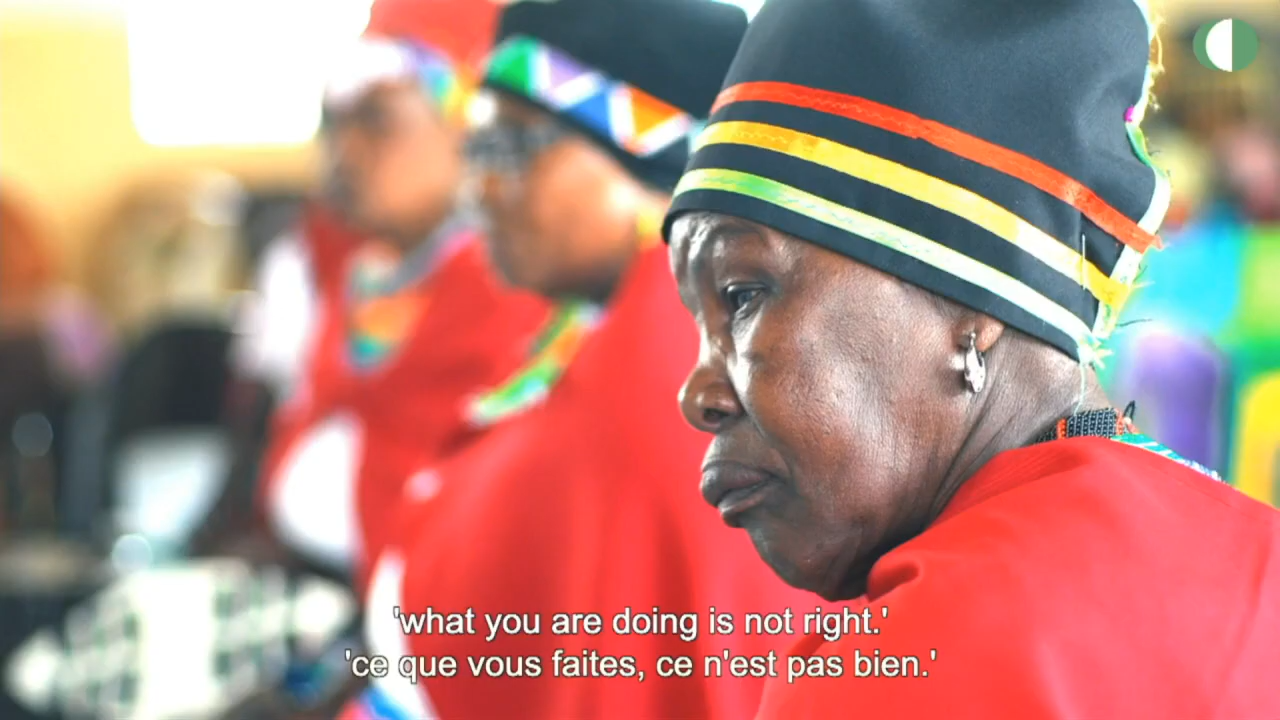 'what you are doing is not right.'
'ce que vous faites, ce n'est pas bien.'